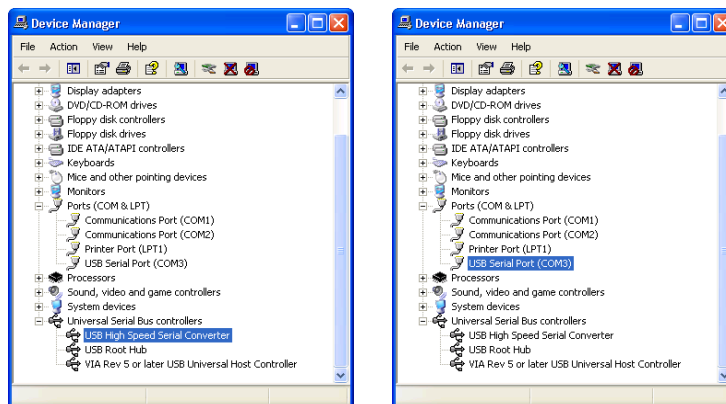 Device Manager
File Action View Help
Display adapters
DVD/CD-ROM drives
Floppy disk controllers
Floppy disk drives
IDE ATA/ATAPI controllers
Keyboards
Mice and other pointing devices
Monitors
Ports (COM & LPT)
Communications Port (COM1)
Communications Port (COM2)
Printer Port (LPT1)
USB Serial Port (COM3)
Processors
Sound, video and game controllers
System devices
Universal Serial Bus controllers
USB High Speed Serial Converter
USB Root Hub
VIA Rev 5 or later USB Universal Host Controller
Device Manager
File Action View Help
Display adapters
DVD/CD-ROM drives
Floppy disk controllers
Floppy disk drives
IDE ATA/ATAPI controllers
Keyboards
Mice and other pointing devices
Monitors
Ports (COM & LPT)
Communications Port (COM1)
Communications Port (COM2)
Printer Port (LPT1)
USB Serial Port (COM3)
Processors
Sound, video and game controllers
System devices
Universal Serial Bus controllers
USB High Speed Serial Converter
USB Root Hub
VIA Rev 5 or later USB Universal Host Controller